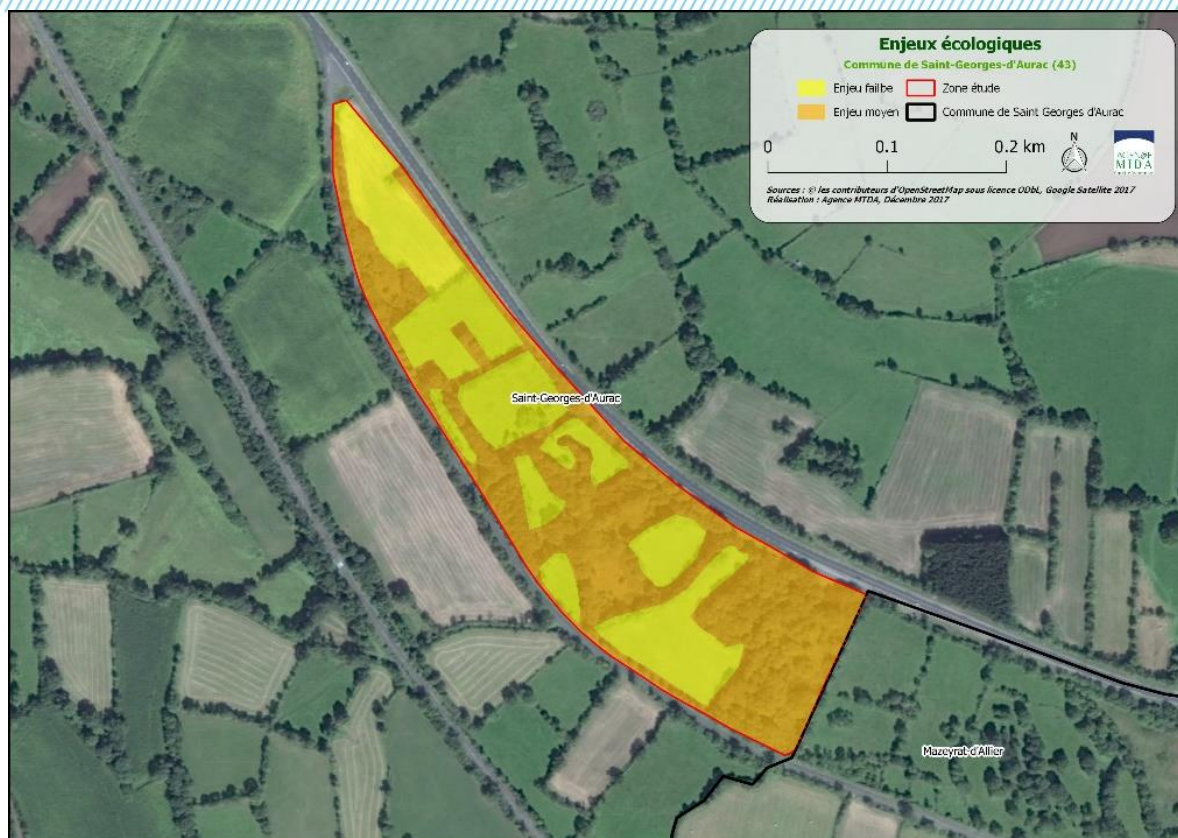 Enjeux écologiques
Commune de Saint-Georges-d'Aurac (43)
Enjeu failbe
Zone étude
Enjeu moyen
Commune de Saint Georges d'Aurac
0
0.1
0.2 km
N
AGENCE
MTDA
Sources : © les contributeurs d'OpenStreetMap sous licence ODbL, Google Satellite 2017
Réalisation : Agence MTDA, Décembre 2017
Saint-Georges-d'Aurac
Mazeyrat-d'Allier